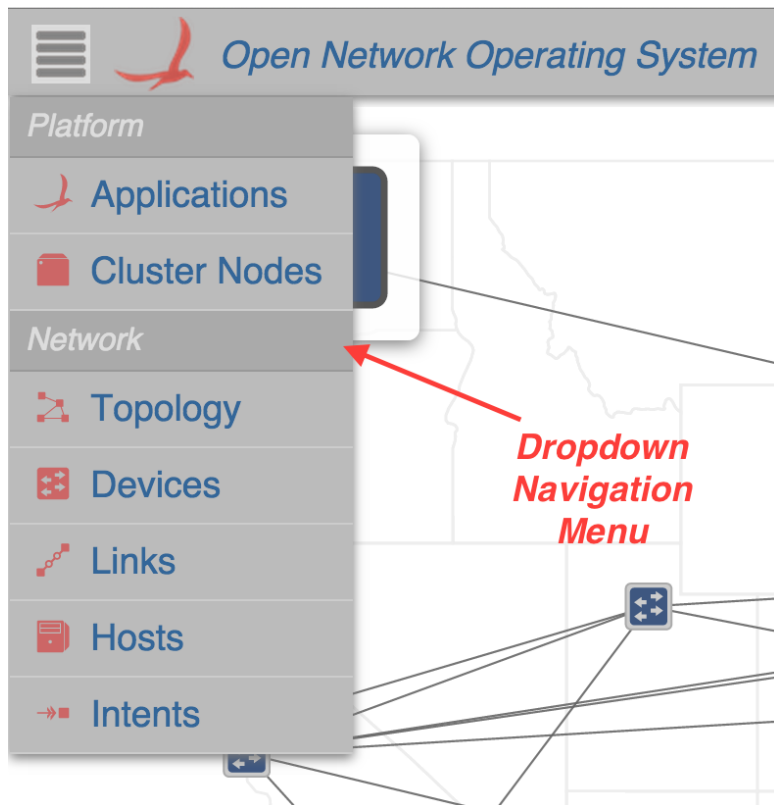 Open Network Operating System
Platform
Applications
Cluster Nodes
Network
Topology
Devices
Links
Hosts
Intents
Dropdown
Navigation
Menu